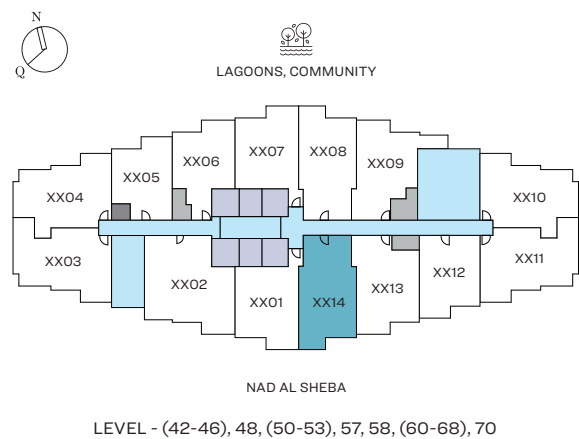 N
Q
LAGOONS, COMMUNITY
XX07 XX08
XX06 XX09
XX05
XX04 XX10
XX03 XX11
XX02 XX12
XX01 XX14 XX13
NAD AL SHEBA
LEVEL - (42-46), 48, (50-53), 57, 58, (60-68), 70